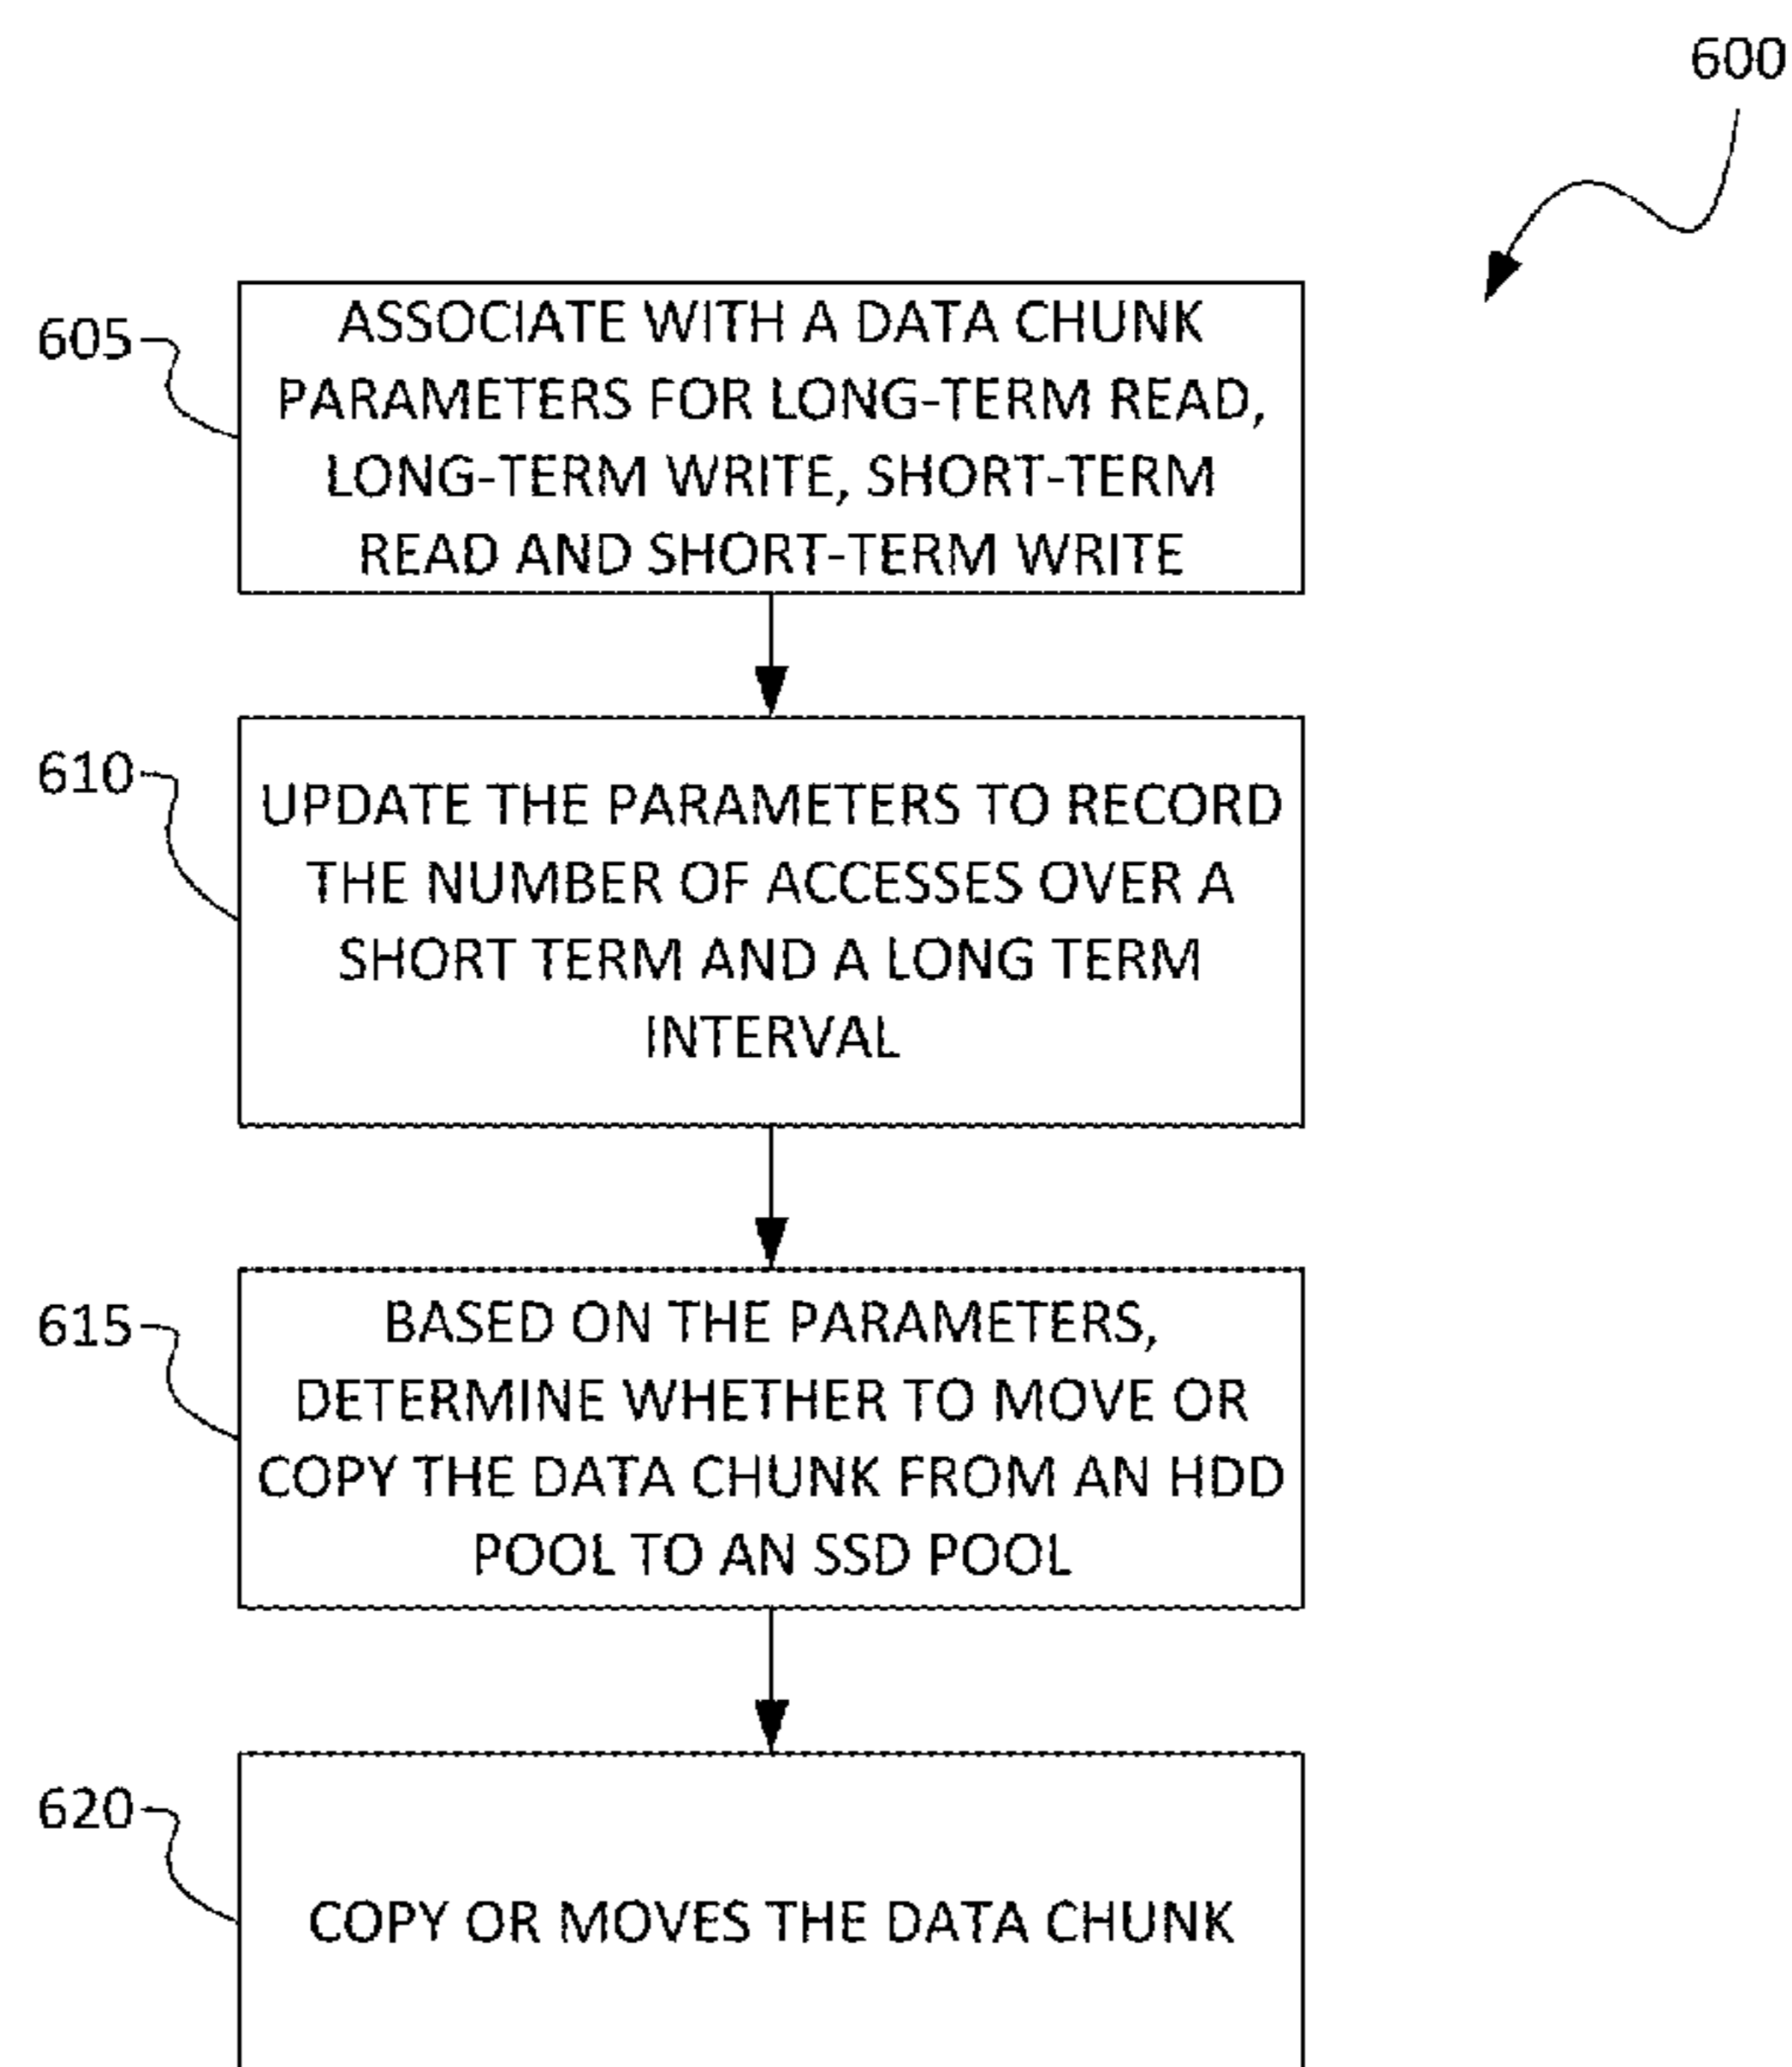 600
605
ASSOCIATE WITH A DATA CHUNK
PARAMETERS FOR LONG-TERM READ,
LONG-TERM WRITE, SHORT-TERM
READ AND SHORT-TERM WRITE
610
UPDATE THE PARAMETERS TO RECORD
THE NUMBER OF ACCESSES OVER A
SHORT TERM AND A LONG TERM
INTERVAL
615
BASED ON THE PARAMETERS,
DETERMINE WHETHER TO MOVE OR
COPY THE DATA CHUNK FROM AN HDD
POOL TO AN SSD POOL
620
COPY OR MOVES THE DATA CHUNK